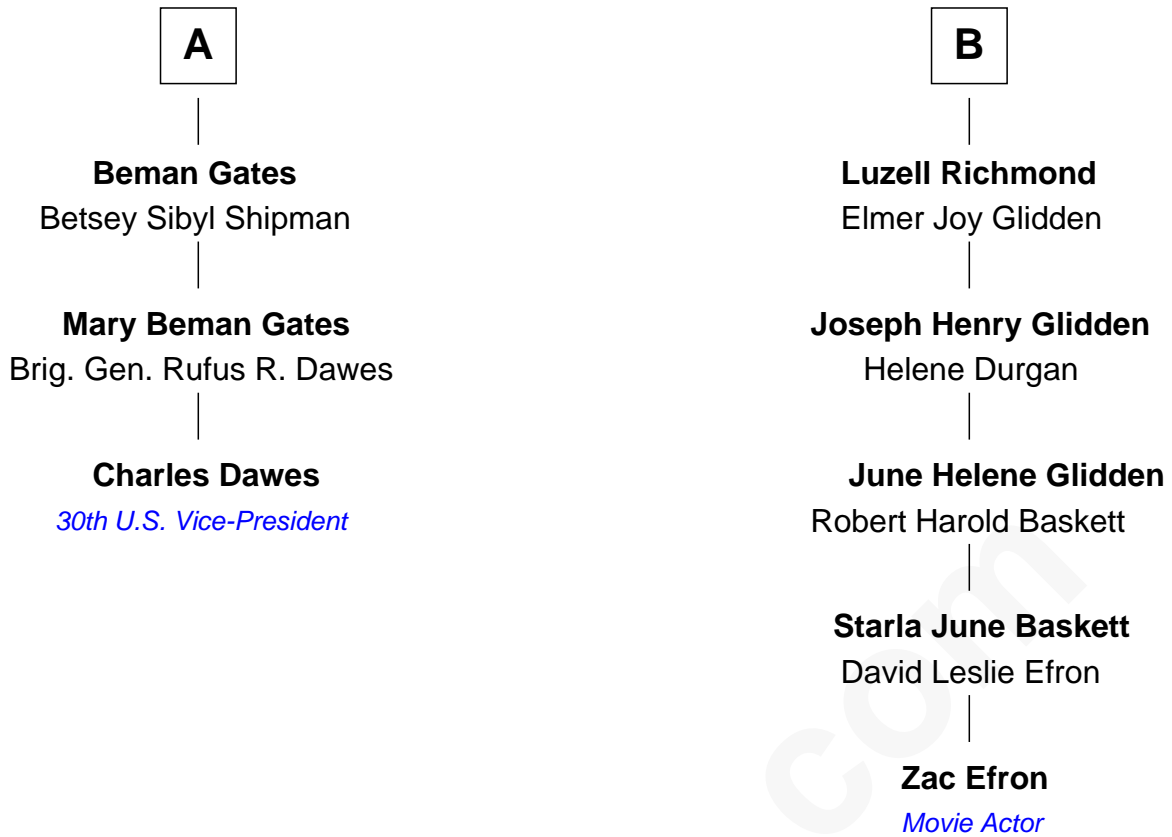 A
Beman Gates
Betsey Sibyl Shipman
Mary Beman Gates
Brig. Gen. Rufus R. Dawes
Charles Dawes
30th U.S. Vice-President
B
Luzell Richmond
Elmer Joy Glidden
Joseph Henry Glidden
Helene Durgan
June Helene Glidden
Robert Harold Baskett
Starla June Baskett
David Leslie Efron
Zac Efron
Movie Actor
com